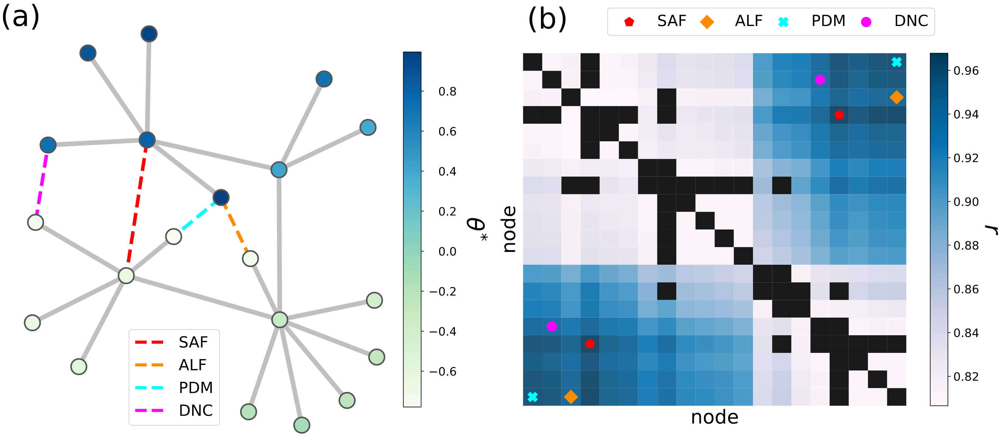 (a)
0.8
0.6
0.4
0.2
0.0
−0.2
−0.4
−0.6
θ*
SAF
ALF
PDM
DNC
(b)
SAF ALF PDM DNC
node
node
0.96
0.94
0.92
0.90
0.88
0.86
0.84
0.82
r